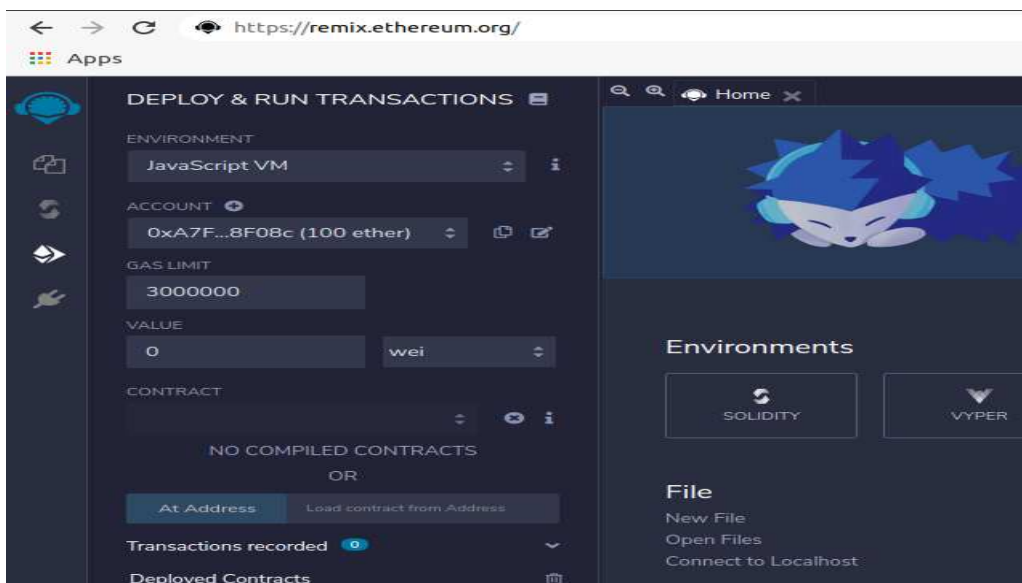 https://remix.ethereum.org/
Apps
DEPLOY & RUN TRANSACTIONS
Home
ENVIRONMENT
JavaScript VM
ACCOUNT
0xA7F...8F08c (100 ether)
GAS LIMIT
3000000
VALUE
0 wei
CONTRACT
NO COMPILED CONTRACTS
OR
At Address Load contract from Address
Transactions recorded 0
Deployed Contracts
Environments
SOLIDITY VYPER
File
New File
Open Files
Connect to Localhost